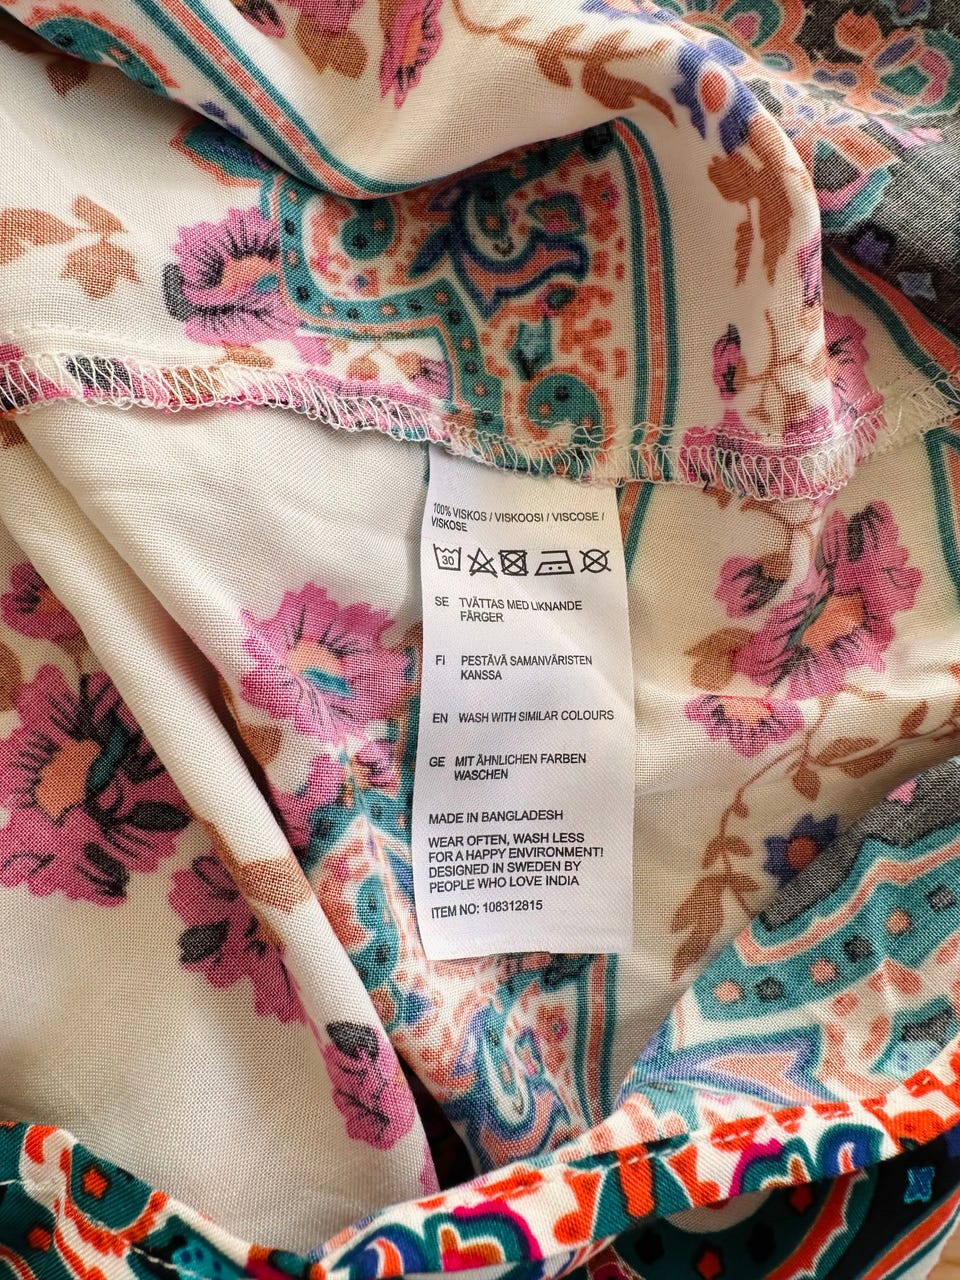 100% VISKOS / VISKOOSI / VISCOSE /
VISKOSE
30
SE TVÄTTAS MED LIKNANDE
FÄRGER
FI PESTÄVÄ SAMANVÄRISTEN
KANSSA
EN WASH WITH SIMILAR COLOURS
GE MIT ÄHNLICHEN FARBEN
WASCHEN
MADE IN BANGLADESH
WEAR OFTEN, WASH LESS
FOR A HAPPY ENVIRONMENT!
DESIGNED IN SWEDEN BY
PEOPLE WHO LOVE INDIA
ITEM NO: 108312815